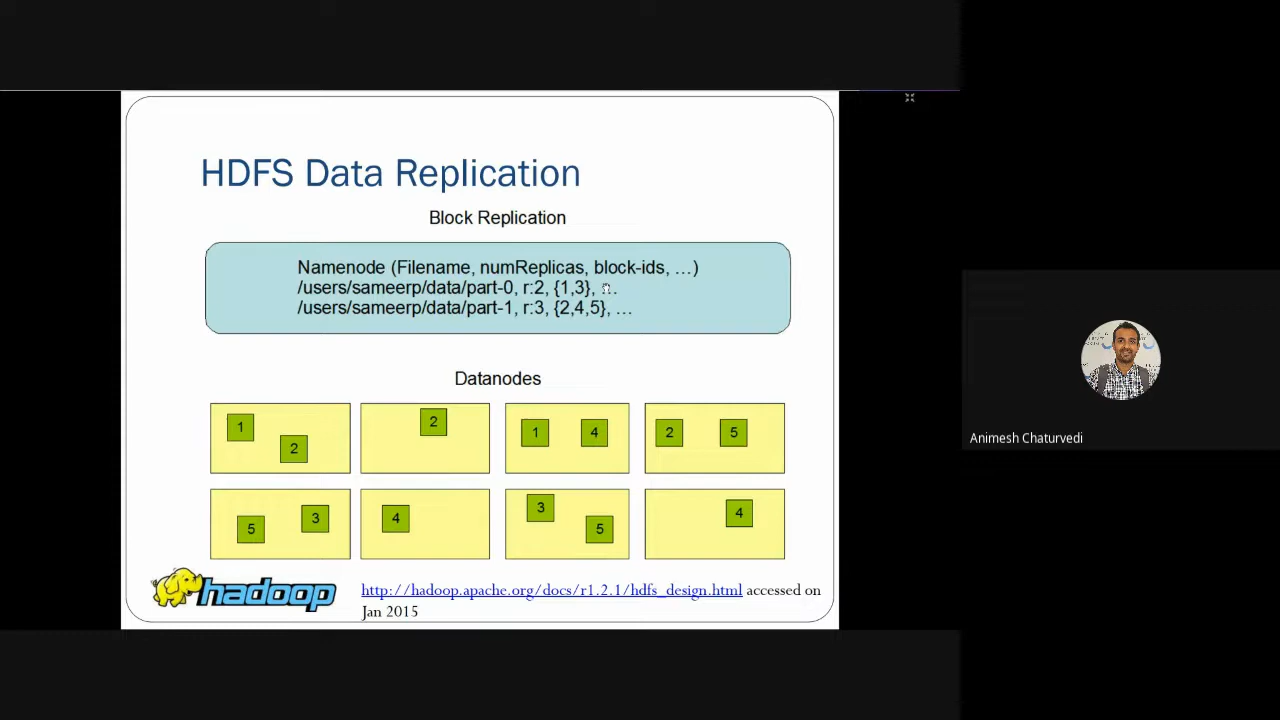 HDFS Data Replication
Block Replication
Namenode (Filename, numReplicas, block-ids, …)
/users/sameerp/data/part-0, r:2, {1,3}, …
/users/sameerp/data/part-1, r:3, {2,4,5}, …
Datanodes
1
2
2
1 4
2 5
5 3
4
3
5
4
hadoop
http://hadoop.apache.org/docs/r1.2.1/hdfs_design.html accessed on
Jan 2015
Animesh Chaturvedi